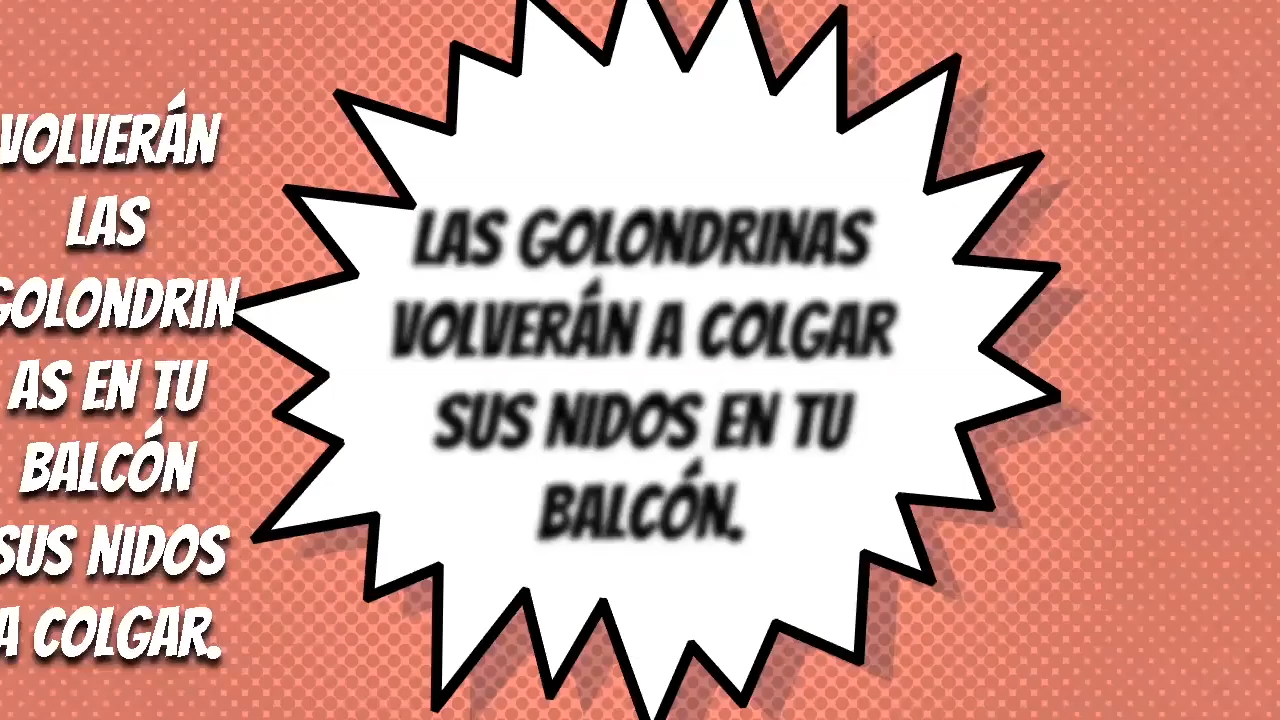 VOLVERÁN
LAS
GOLONDRIN
AS EN TU
BALCÓN
SUS NIDOS
A COLGAR.
LAS GOLONDRINAS
VOLVERÁN A COLGAR
SUS NIDOS EN TU
BALCÓN.